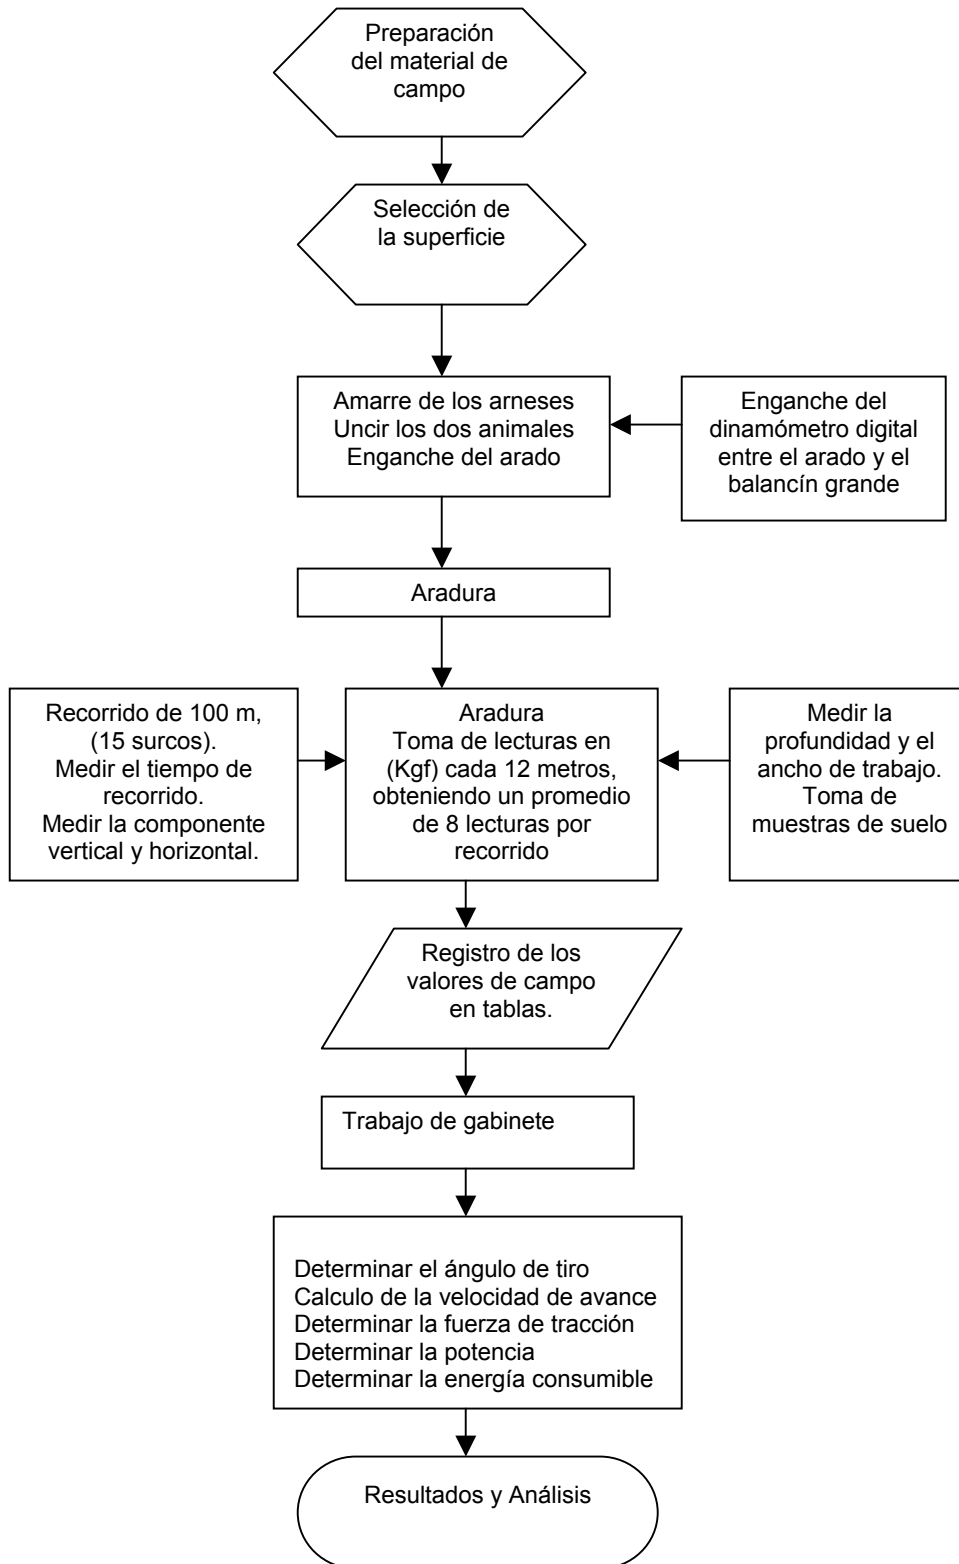 Preparación
del material de
campo
Selección de
la superficie
Amarre de los arneses
Uncir los dos animales
Enganche del arado
Enganche del
dinamómetro digital
entre el arado y el
balancín grande
Aradura
Recorrido de 100 m,
(15 surcos).
Medir el tiempo de
recorrido.
Medir la componente
vertical y horizontal.
Aradura
Toma de lecturas en
(Kgf) cada 12 metros,
obteniendo un promedio
de 8 lecturas por
recorrido
Medir la
profundidad y el
ancho de trabajo.
Toma de
muestras de suelo
Registro de los
valores de campo
en tablas.
Trabajo de gabinete
Determinar el ángulo de tiro
Calculo de la velocidad de avance
Determinar la fuerza de tracción
Determinar la potencia
Determinar la energía consumible
Resultados y Análisis